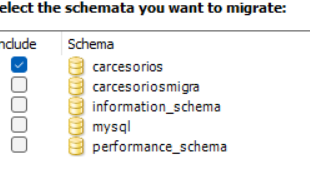 elect the schemata you want to migrate:
nclude Schema
carcesorios
carcesoriosmigra
information_schema
mysql
performance_schema